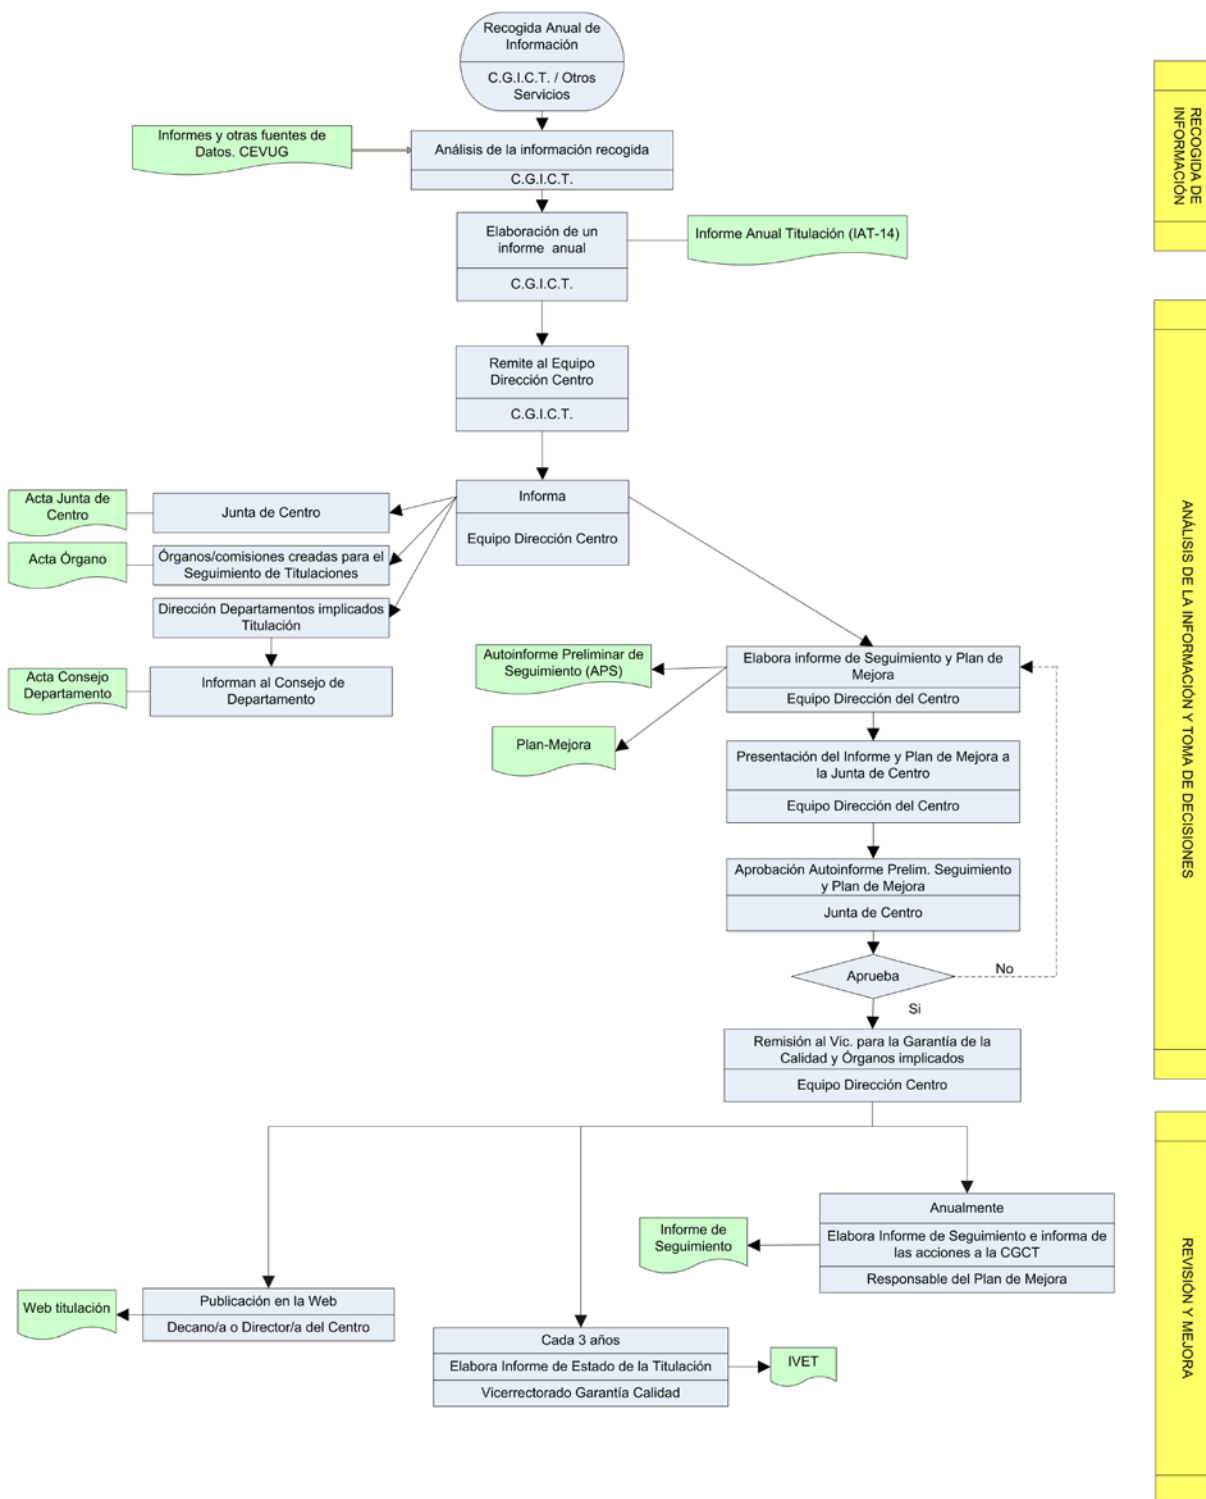 Recogida Anual de
Información
C.G.I.C.T. / Otros
Servicios
Informes y otras fuentes de
Datos. CEVUG
Análisis de la información recogida
C.G.I.C.T.
Elaboración de un
informe anual
C.G.I.C.T.
Informe Anual Titulación (IAT-14)
Remite al Equipo
Dirección Centro
C.G.I.C.T.
Informa
Equipo Dirección Centro
Acta Junta de
Centro
Junta de Centro
Acta Órgano
Órganos/comisiones creadas para el
Seguimiento de Titulaciones
Dirección Departamentos implicados
Titulación
Acta Consejo
Departamento
Informan al Consejo de
Departamento
Autoinforme Preliminar de
Seguimiento (APS)
Plan-Mejora
Elabora informe de Seguimiento y Plan de
Mejora
Equipo Dirección del Centro
Presentación del Informe y Plan de Mejora a
la Junta de Centro
Equipo Dirección del Centro
Aprobación Autoinforme Prelim. Seguimiento
y Plan de Mejora
Junta de Centro
Aprueba
No
Si
Remisión al Vic. para la Garantía de la
Calidad y Órganos implicados
Equipo Dirección Centro
Anualmente
Elabora Informe de Seguimiento e informa de
las acciones a la CGCT
Responsable del Plan de Mejora
Informe de
Seguimiento
Web titulación
Publicación en la Web
Decano/a o Director/a del Centro
Cada 3 años
Elabora Informe de Estado de la Titulación
Vicerrectorado Garantía Calidad
IVET
RECOGIDA DE
INFORMACIÓN
ANÁLISIS DE LA INFORMACIÓN Y TOMA DE DECISIONES
REVISIÓN Y MEJORA